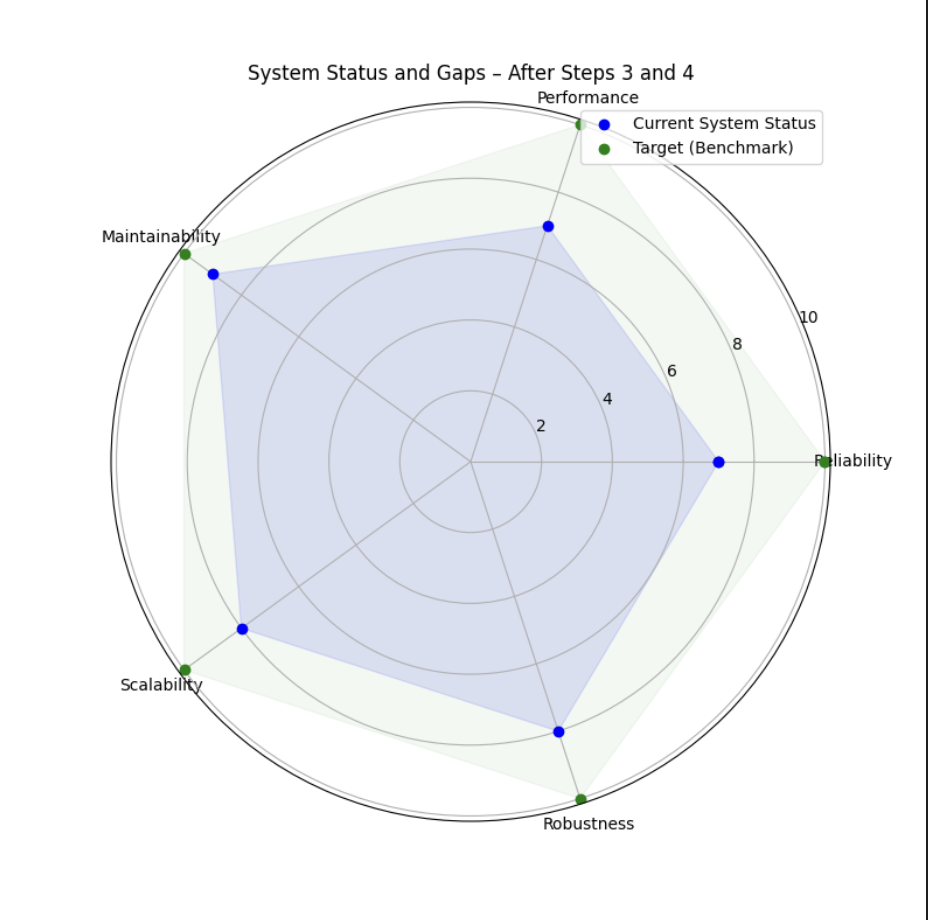 System Status and Gaps – After Steps 3 and 4
Performance
Current System Status
Target (Benchmark)
Maintainability
10
8
6
4
2
Reliability
Scalability
Robustness